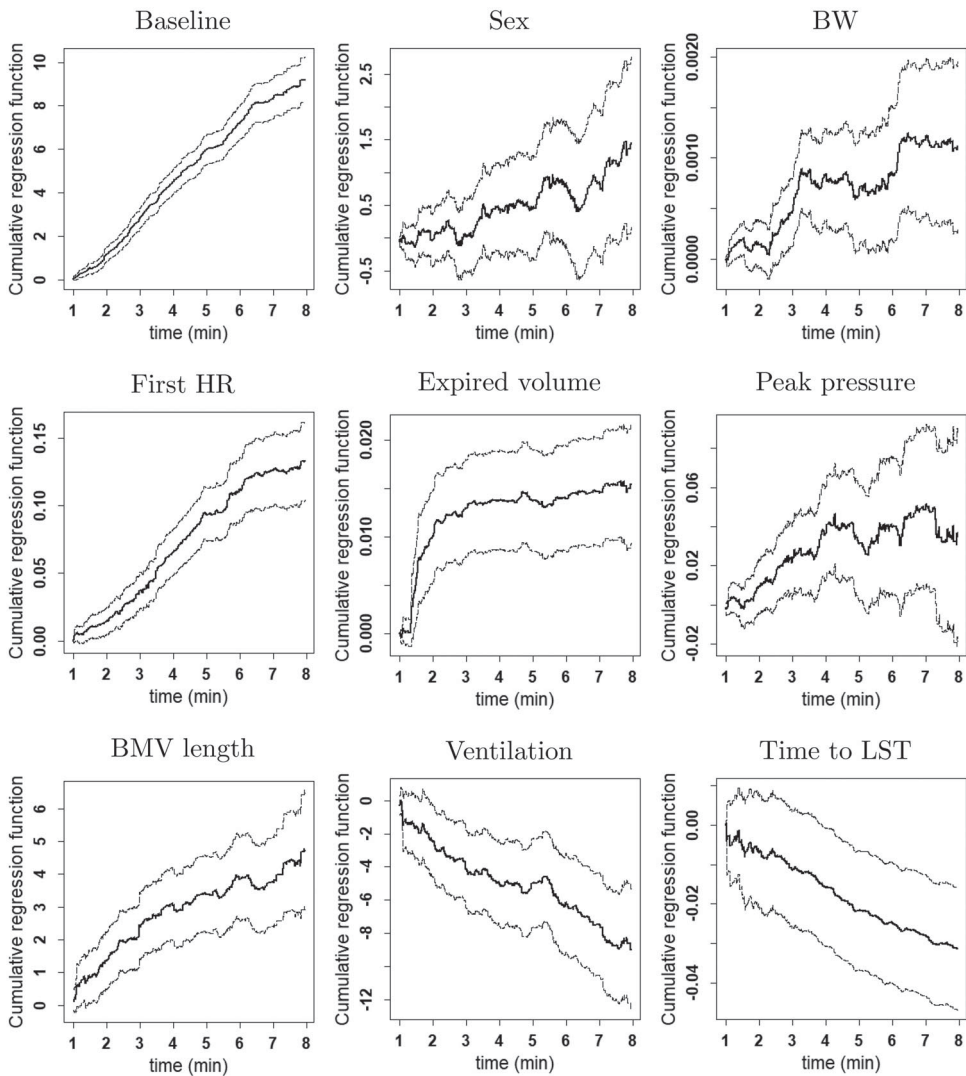 Baseline
Sex
BW
Cumulative regression function
0 2 4 6 8 10
1 2 3 4 5 6 7 8
time (min)
Cumulative regression function
-0.5 0.5 1.5 2.5
1 2 3 4 5 6 7 8
time (min)
Cumulative regression function
0.0000 0.0010 0.0020
1 2 3 4 5 6 7 8
time (min)
First HR
Expired volume
Peak pressure
Cumulative regression function
0.00 0.05 0.10 0.15
1 2 3 4 5 6 7 8
time (min)
Cumulative regression function
0.000 0.010 0.020
1 2 3 4 5 6 7 8
time (min)
Cumulative regression function
-0.02 0.02 0.06
1 2 3 4 5 6 7 8
time (min)
BMV length
Ventilation
Time to LST
Cumulative regression function
0 1 2 3 4 5 6
1 2 3 4 5 6 7 8
time (min)
Cumulative regression function
-12 -8 -6 -4 -2 0
1 2 3 4 5 6 7 8
time (min)
Cumulative regression function
-0.04 -0.02 0.00
1 2 3 4 5 6 7 8
time (min)